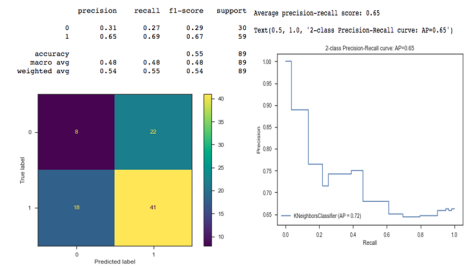 precision recall f1-score support
0 0.31 0.27 0.29 30
1 0.65 0.69 0.67 59
accuracy 0.55 89
macro avg 0.48 0.48 0.48 89
weighted avg 0.54 0.55 0.54 89
Average precision-recall score: 0.65
Text(0.5, 1.0, '2-class Precision-Recall curve: AP=0.65')
0
1
True label
8 22
18 41
0 1
Predicted label
40
35
30
25
20
15
10
2-class Precision-Recall curve: AP=0.65
1.00
0.95
0.90
0.85
0.80
0.75
0.70
0.65
Precision
KNeighborsClassifier (AP = 0.72)
0.0 0.2 0.4 0.6 0.8 1.0
Recall